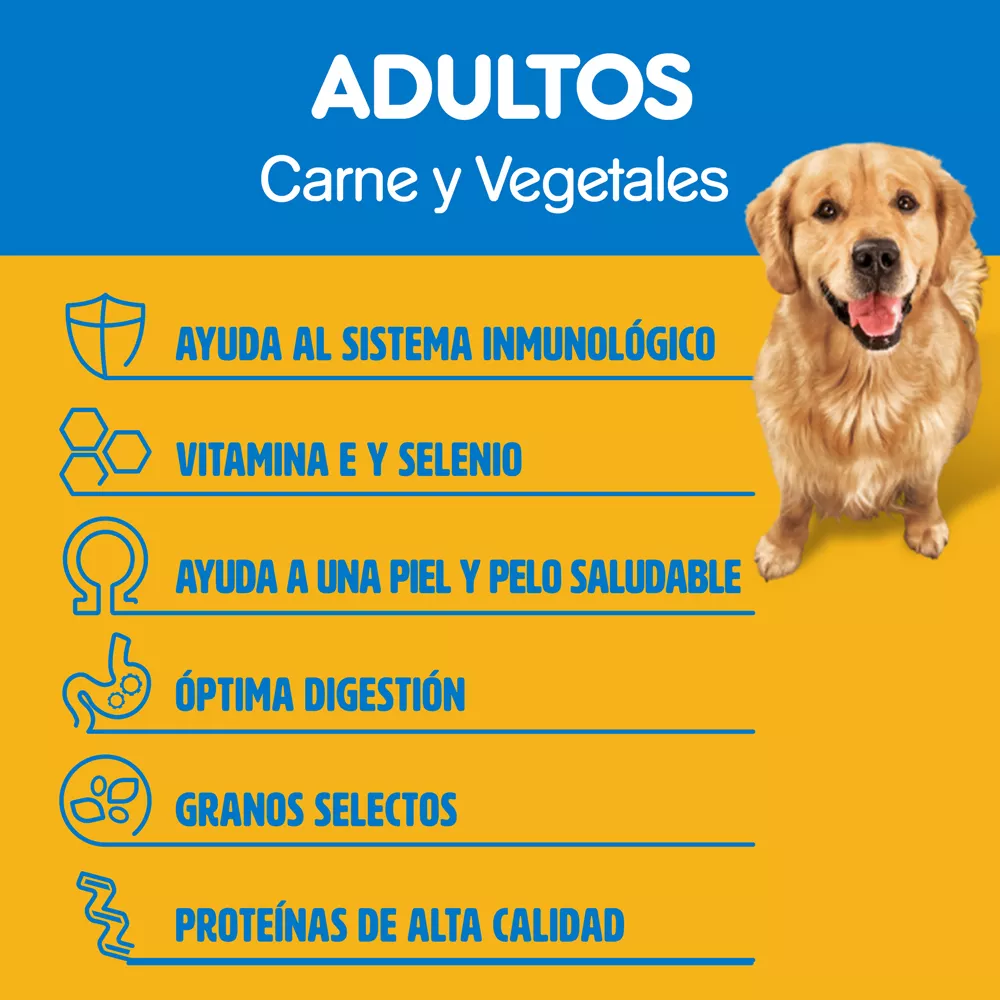 ADULTOS
Carne y Vegetales
AYUDA AL SISTEMA INMUNOLÓGICO
VITAMINA E Y SELENIO
AYUDA A UNA PIEL Y PELO SALUDABLE
ÓPTIMA DIGESTIÓN
GRANOS SELECTOS
PROTEÍNAS DE ALTA CALIDAD